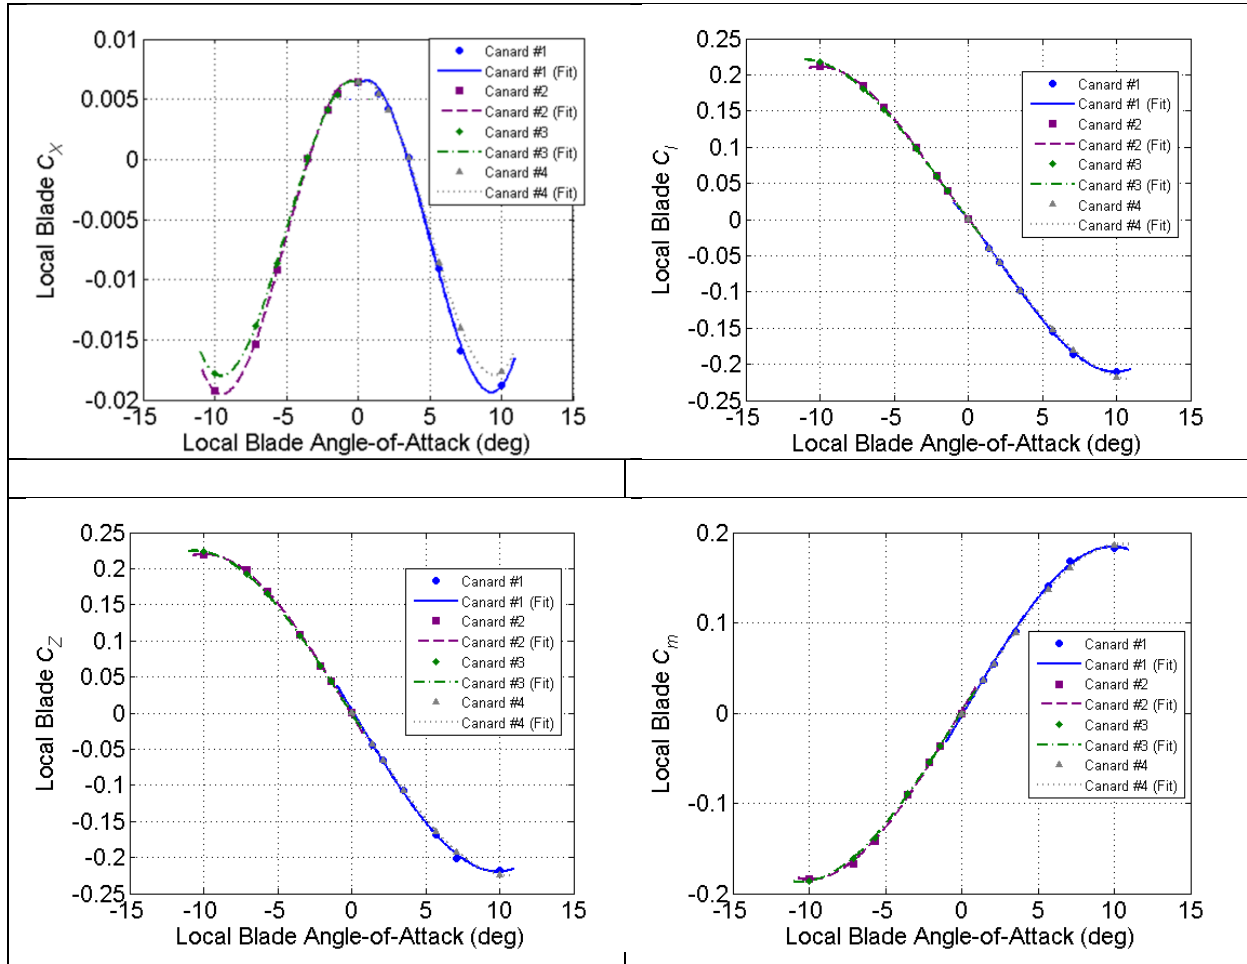 0.01
0.005
0
-0.005
-0.01
-0.015
-0.02
-15
-10
-5
0
5
10
15
Local Blade C_X
Local Blade Angle-of-Attack (deg)
Canard #1
Canard #1 (Fit)
Canard #2
Canard #2 (Fit)
Canard #3
Canard #3 (Fit)
Canard #4
Canard #4 (Fit)
0.25
0.2
0.15
0.1
0.05
0
-0.05
-0.1
-0.15
-0.2
-0.25
-15
-10
-5
0
5
10
15
Local Blade C_l
Local Blade Angle-of-Attack (deg)
Canard #1
Canard #1 (Fit)
Canard #2
Canard #2 (Fit)
Canard #3
Canard #3 (Fit)
Canard #4
Canard #4 (Fit)
0.25
0.2
0.15
0.1
0.05
0
-0.05
-0.1
-0.15
-0.2
-0.25
-15
-10
-5
0
5
10
15
Local Blade C_Z
Local Blade Angle-of-Attack (deg)
Canard #1
Canard #1 (Fit)
Canard #2
Canard #2 (Fit)
Canard #3
Canard #3 (Fit)
Canard #4
Canard #4 (Fit)
0.2
0.1
0
-0.1
-0.2
-15
-10
-5
0
5
10
15
Local Blade C_m
Local Blade Angle-of-Attack (deg)
Canard #1
Canard #1 (Fit)
Canard #2
Canard #2 (Fit)
Canard #3
Canard #3 (Fit)
Canard #4
Canard #4 (Fit)